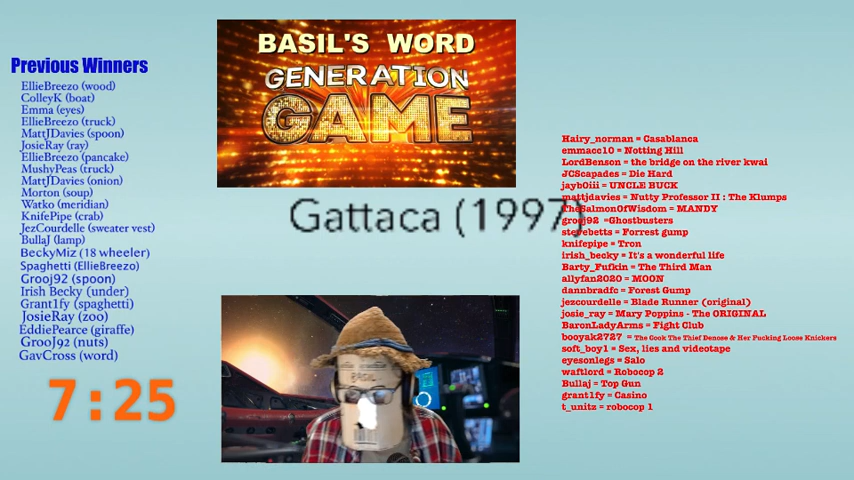 Previous Winners
EllieBreezo (wood)
ColleyK (boat)
Emma (eyes)
EllieBreezo (truck)
MattJDavies (spoon)
JosieRay (ray)
EllieBreezo (pancake)
MushyPeas (truck)
MattJDavies (onion)
Morton (soup)
Watko (meridian)
KnifePipe (crab)
JezCourdelle (sweater vest)
BullaJ (lamp)
BeckyMiz (18 wheeler)
Spaghetti (EllieBreezo)
Grooj92 (spoon)
Irish Becky (under)
Grant1fy (spaghetti)
JosieRay (zoo)
EddiePearce (giraffe)
GrooJ92 (nuts)
GavCross (word)
7:25
BASIL'S WORD
GENERATION
GAME
Gattaca (1997)
BASIL
Hairy_norman = Casablanca
emmacc10 = Notting Hill
LordBenson = the bridge on the river kwai
JCScapades = Die Hard
jayb0iii = UNCLE BUCK
mattjdavies = Nutty Professor II : The Klumps
TheSalmonOfWisdom = MANDY
grooj92 =Ghostbusters
stevebetts = Forrest gump
knifepipe = Tron
irish_becky = It's a wonderful life
Barty_Fufkin = The Third Man
allyfan2020 = MOON
dannbradfc = Forest Gump
jezcourdelle = Blade Runner (original)
josie_ray = Mary Poppins - The ORIGINAL
BaronLadyArms = Fight Club
booyak2727 = The Cook The Thief Denose & Her Fucking Loose Knickers
soft_boy1 = Sex, lies and videotape
eyesonlegs = Salo
waftlord = Robocop 2
Bullaj = Top Gun
grant1fy = Casino
t_unitz = robocop 1